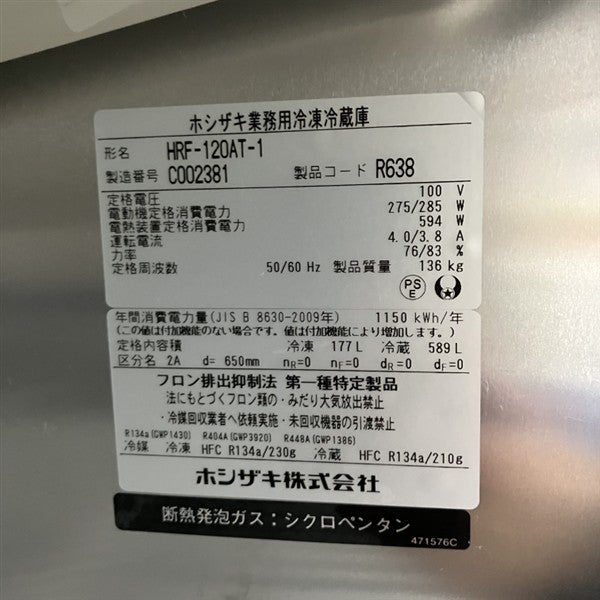 ホシザキ業務用冷凍冷蔵庫
形名 HRF-120AT-1
製造番号 C002381 製品コード R638
定格電圧 100 V
電動機定格消費電力 275/285 W
電熱装置定格消費電力 594 W
運転電流 4.0/3.8 A
力率 76/83 %
定格周波数 50/60 Hz 製品質量 136 kg
PS E
年間消費電力量(JIS B 8630-2009年) 1150 kWh/年
(この値は付加機能のない場合です。値は付加機能により増加します。)
定格内容積 冷凍 177 L 冷蔵 589 L
区分名 2A d= 650mm nR=0 nF=0 dR=0 dF=0
フロン排出抑制法 第一種特定製品
法にもとづくフロン類の・みだり大気放出禁止
・冷媒回収業者へ依頼実施・未回収機器の引渡禁止
R134a(GWP1430) R404A(GWP3920) R448A(GWP1386)
冷媒 冷凍 HFC R134a/230g 冷蔵 HFC R134a/210g
ホシザキ株式会社
断熱発泡ガス：シクロペンタン
471576C